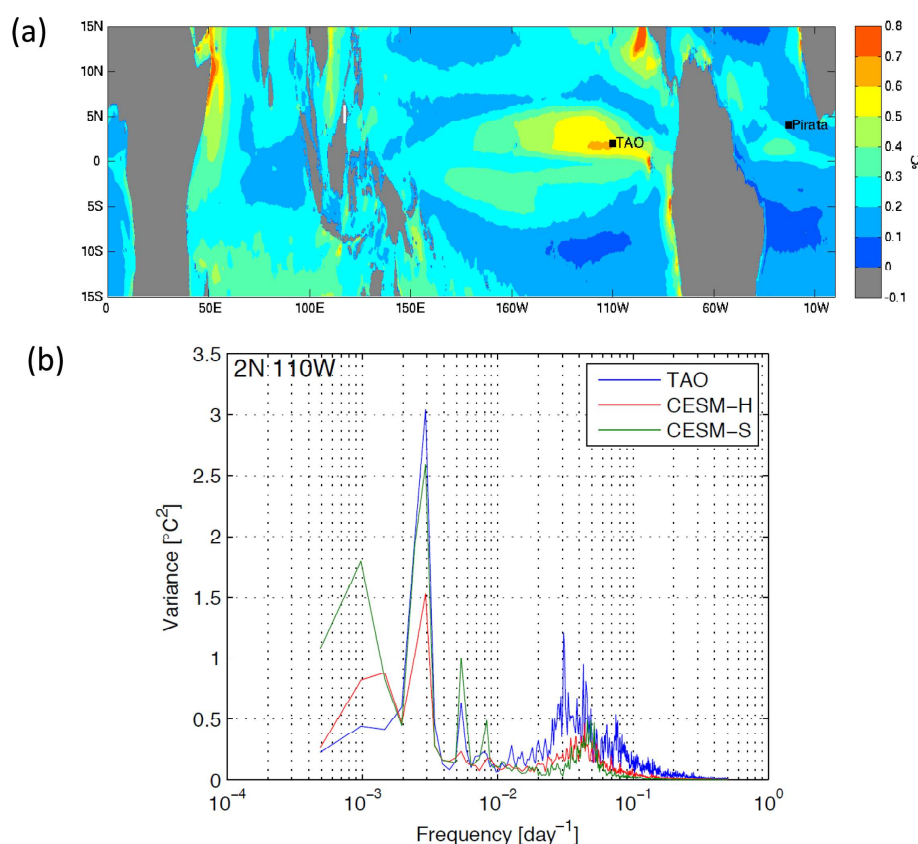 (a)
15N
10N
5N
0
5S
10S
15S
0 50E 100E 150E 160W 110W 60W 10W
TAO
Pirata
0.8
0.7
0.6
0.5
0.4
0.3
0.2
0.1
0
-0.1
°C
(b)
2N 110W
TAO
CESM-H
CESM-S
3.5
3
2.5
2
1.5
1
0.5
0
Variance [°C²]
10⁻⁴ 10⁻³ 10⁻² 10⁻¹ 10⁰
Frequency [day⁻¹]